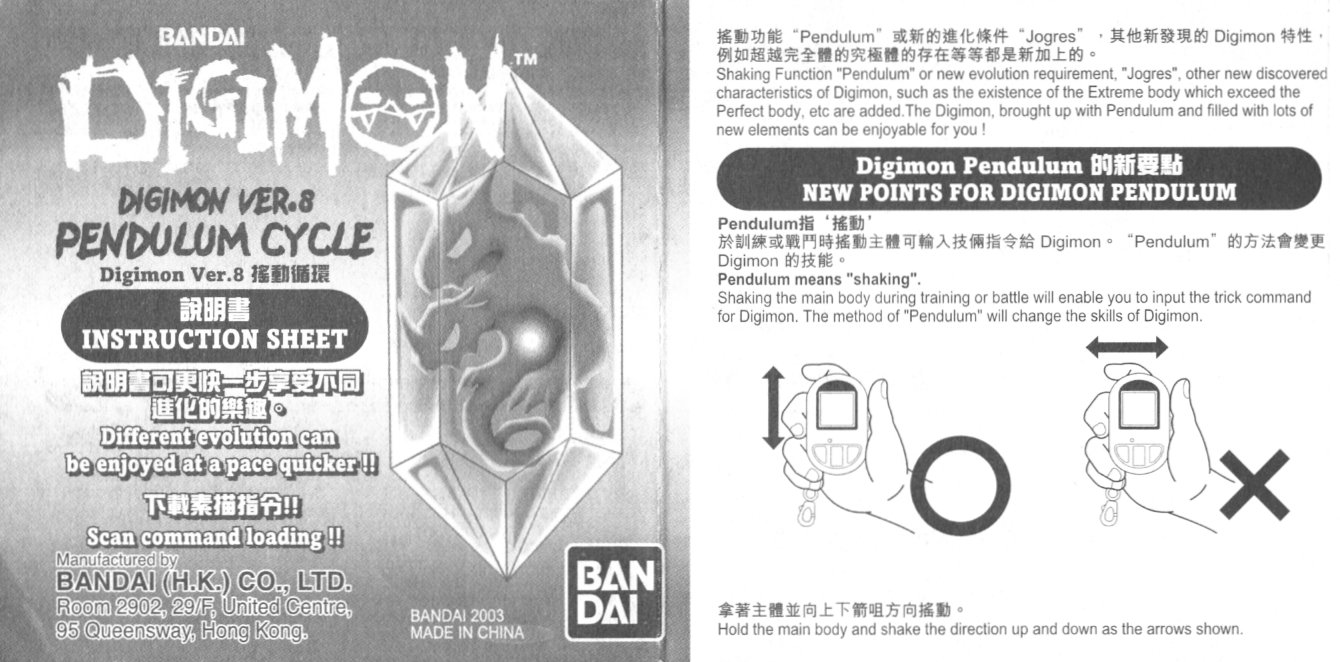 BANDAI
DIGIMON™
DIGIMON VER.8
PENDULUM CYCLE
Digimon Ver.8 搖動循環
說明書
INSTRUCTION SHEET
說明書可更快一步享受不同
進化的樂趣。
Different evolution can
be enjoyed at a pace quicker !!
下載素描指令!!
Scan command loading !!
Manufactured by
BANDAI (H.K.) CO., LTD.
Room 2902, 29/F, United Centre,
95 Queensway, Hong Kong.
BANDAI 2003
MADE IN CHINA
BAN
DAI
搖動功能“Pendulum”或新的進化條件“Jogres”，其他新發現的 Digimon 特性，
例如超越完全體的究極體的存在等等都是新加上的。
Shaking Function "Pendulum" or new evolution requirement, "Jogres", other new discovered
characteristics of Digimon, such as the existence of the Extreme body which exceed the
Perfect body, etc are added.The Digimon, brought up with Pendulum and filled with lots of
new elements can be enjoyable for you !
Digimon Pendulum 的新要點
NEW POINTS FOR DIGIMON PENDULUM
Pendulum指‘搖動’
於訓練或戰鬥時搖動主體可輸入技倆指令給 Digimon。“Pendulum”的方法會變更
Digimon 的技能。
Pendulum means "shaking".
Shaking the main body during training or battle will enable you to input the trick command
for Digimon. The method of "Pendulum" will change the skills of Digimon.
拿著主體並向上下箭咀方向搖動。
Hold the main body and shake the direction up and down as the arrows shown.